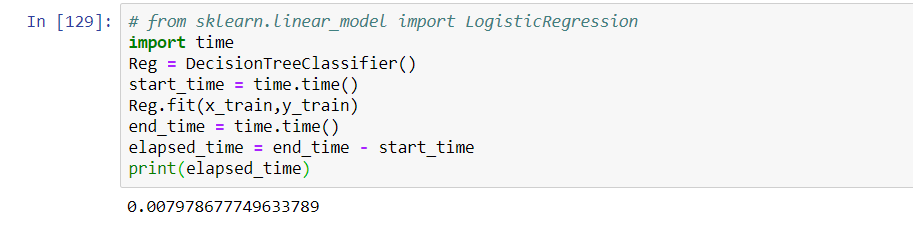 In [129]: # from sklearn.linear_model import LogisticRegression
import time
Reg = DecisionTreeClassifier()
start_time = time.time()
Reg.fit(x_train,y_train)
end_time = time.time()
elapsed_time = end_time - start_time
print(elapsed_time)
0.007978677749633789